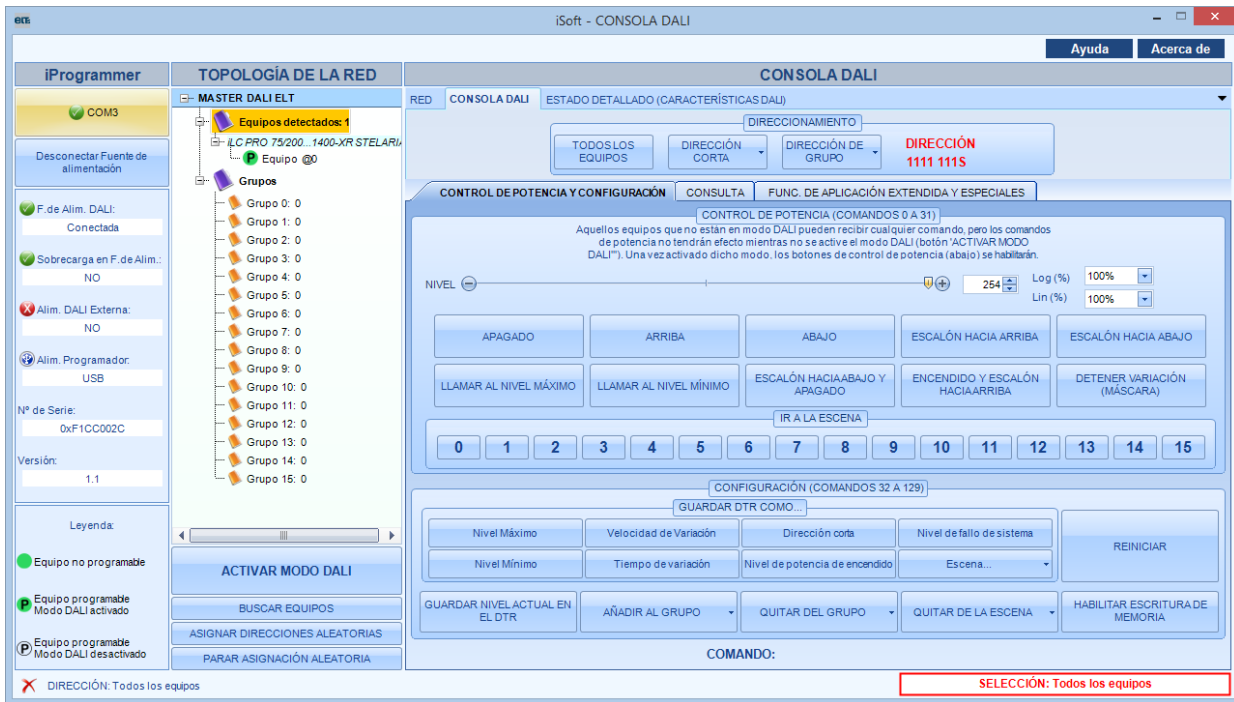 elt
iSoft - CONSOLA DALI
Ayuda
Acerca de
iProgrammer
COM3
Desconectar Fuente de
alimentación
F.de Alim. DALI:
Conectada
Sobrecarga en F.de Alim.:
NO
Alim. DALI Externa:
NO
Alim. Programador:
USB
Nº de Serie:
0xF1CC002C
Versión:
1.1
Leyenda:
Equipo no programable
P Equipo programable
Modo DALI activado
P Equipo programable
Modo DALI desactivado
TOPOLOGÍA DE LA RED
MASTER DALI ELT
Equipos detectados: 1
ILC PRO 75/200...1400-XR STELARI
P Equipo @0
Grupos
Grupo 0: 0
Grupo 1: 0
Grupo 2: 0
Grupo 3: 0
Grupo 4: 0
Grupo 5: 0
Grupo 6: 0
Grupo 7: 0
Grupo 8: 0
Grupo 9: 0
Grupo 10: 0
Grupo 11: 0
Grupo 12: 0
Grupo 13: 0
Grupo 14: 0
Grupo 15: 0
ACTIVAR MODO DALI
BUSCAR EQUIPOS
ASIGNAR DIRECCIONES ALEATORIAS
PARAR ASIGNACIÓN ALEATORIA
CONSOLA DALI
RED CONSOLA DALI ESTADO DETALLADO (CARACTERÍSTICAS DALI)
DIRECCIONAMIENTO
TODOS LOS
EQUIPOS
DIRECCIÓN
CORTA
DIRECCIÓN DE
GRUPO
DIRECCIÓN
1111 111S
CONTROL DE POTENCIA Y CONFIGURACIÓN CONSULTA FUNC. DE APLICACIÓN EXTENDIDA Y ESPECIALES
CONTROL DE POTENCIA (COMANDOS 0 A 31)
Aquellos equipos que no están en modo DALI pueden recibir cualquier comando, pero los comandos
de potencia no tendrán efecto mientras no se active el modo DALI (botón 'ACTIVAR MODO
DALI'"). Una vez activado dicho modo, los botones de control de potencia (abajo) se habilitarán.
NIVEL 254 Log (%) 100%
Lin (%) 100%
APAGADO
ARRIBA
ABAJO
ESCALÓN HACIA ARRIBA
ESCALÓN HACIA ABAJO
LLAMAR AL NIVEL MÁXIMO
LLAMAR AL NIVEL MÍNIMO
ESCALÓN HACIA ABAJO Y
APAGADO
ENCENDIDO Y ESCALÓN
HACIA ARRIBA
DETENER VARIACIÓN
(MÁSCARA)
IR A LA ESCENA
0 1 2 3 4 5 6 7 8 9 10 11 12 13 14 15
CONFIGURACIÓN (COMANDOS 32 A 129)
GUARDAR DTR COMO...
Nivel Máximo
Velocidad de Variación
Dirección corta
Nivel de fallo de sistema
Nivel Mínimo
Tiempo de variación
Nivel de potencia de encendido
Escena...
REINICIAR
GUARDAR NIVEL ACTUAL EN
EL DTR
AÑADIR AL GRUPO
QUITAR DEL GRUPO
QUITAR DE LA ESCENA
HABILITAR ESCRITURA DE
MEMORIA
COMANDO:
DIRECCIÓN: Todos los equipos
SELECCIÓN: Todos los equipos